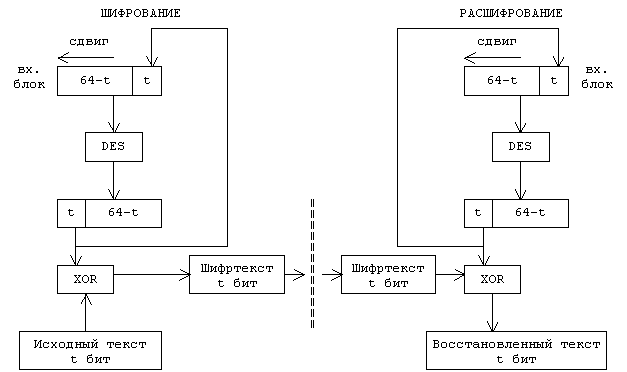 ШИФРОВАНИЕ
сдвиг
вх.
блок
64-t
t
DES
t
64-t
XOR
Шифртекст
t бит
Исходный текст
t бит
РАСШИФРОВАНИЕ
сдвиг
64-t
t
вх.
блок
DES
t
64-t
Шифртекст
t бит
XOR
Восстановленный текст
t бит